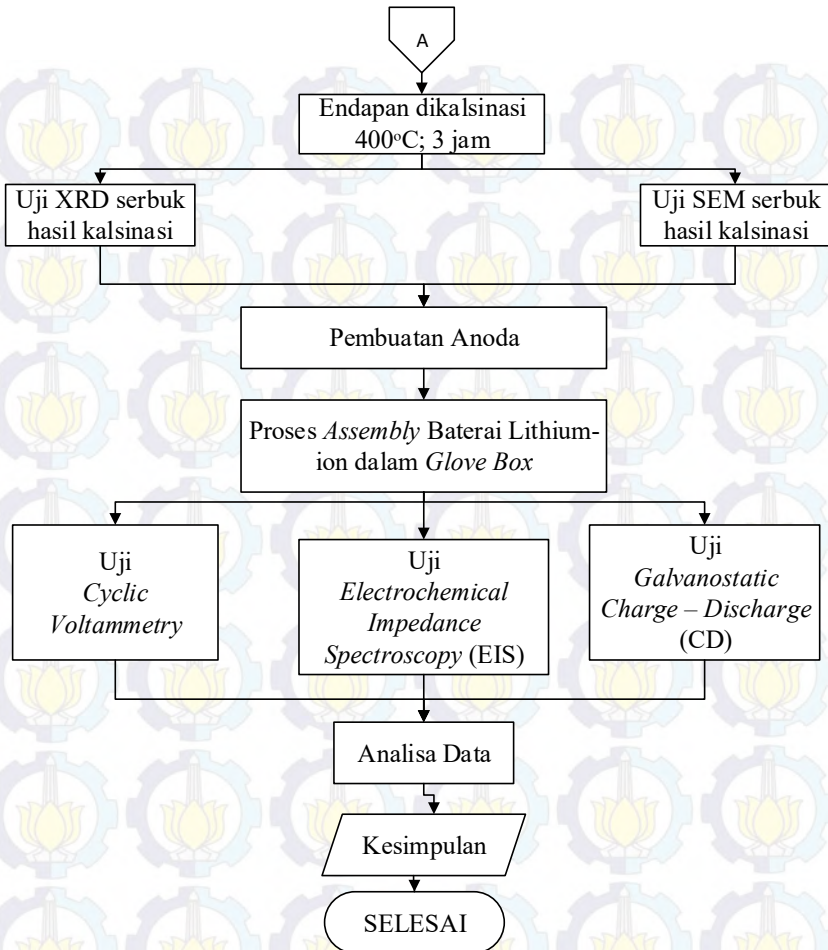 A
Endapan dikalsinasi
400°C; 3 jam
Uji XRD serbuk
hasil kalsinasi
Uji SEM serbuk
hasil kalsinasi
Pembuatan Anoda
Proses Assembly Baterai Lithium-
ion dalam Glove Box
Uji
Cyclic
Voltammetry
Uji
Electrochemical
Impedance
Spectroscopy (EIS)
Uji
Galvanostatic
Charge – Discharge
(CD)
Analisa Data
Kesimpulan
SELESAI